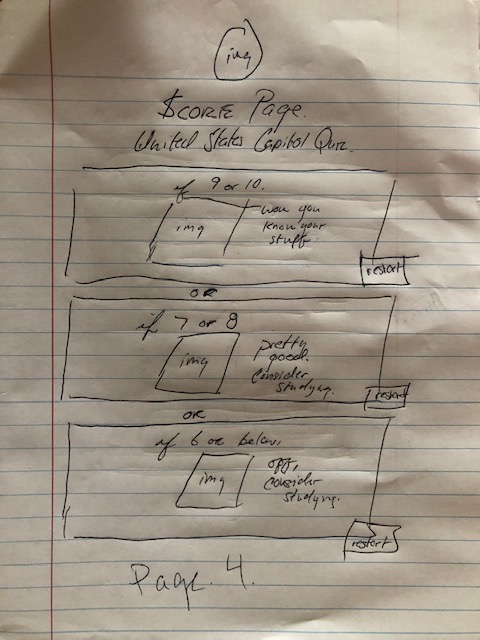 img
Score Page.
United States Capitol Quiz.
if 9 or 10.
img
wow you
know your
stuff
restart
OR
if 7 or 8
img
pretty
good.
Consider
studying.
restart
OR
if 6 or below.
img
off,
consider
studying.
restart
Page 4.